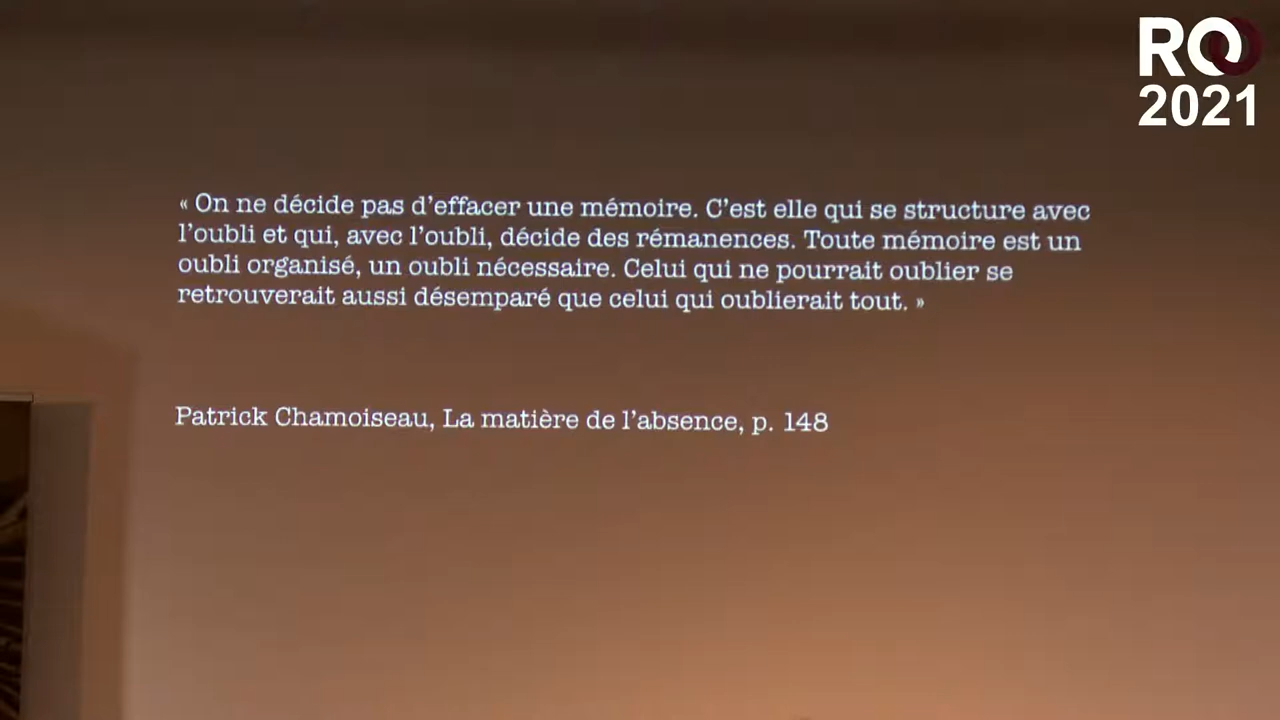 RO
2021
« On ne décide pas d’effacer une mémoire. C’est elle qui se structure avec
l’oubli et qui, avec l’oubli, décide des rémanences. Toute mémoire est un
oubli organisé, un oubli nécessaire. Celui qui ne pourrait oublier se
retrouverait aussi désemparé que celui qui oublierait tout. »
Patrick Chamoiseau, La matière de l’absence, p. 148